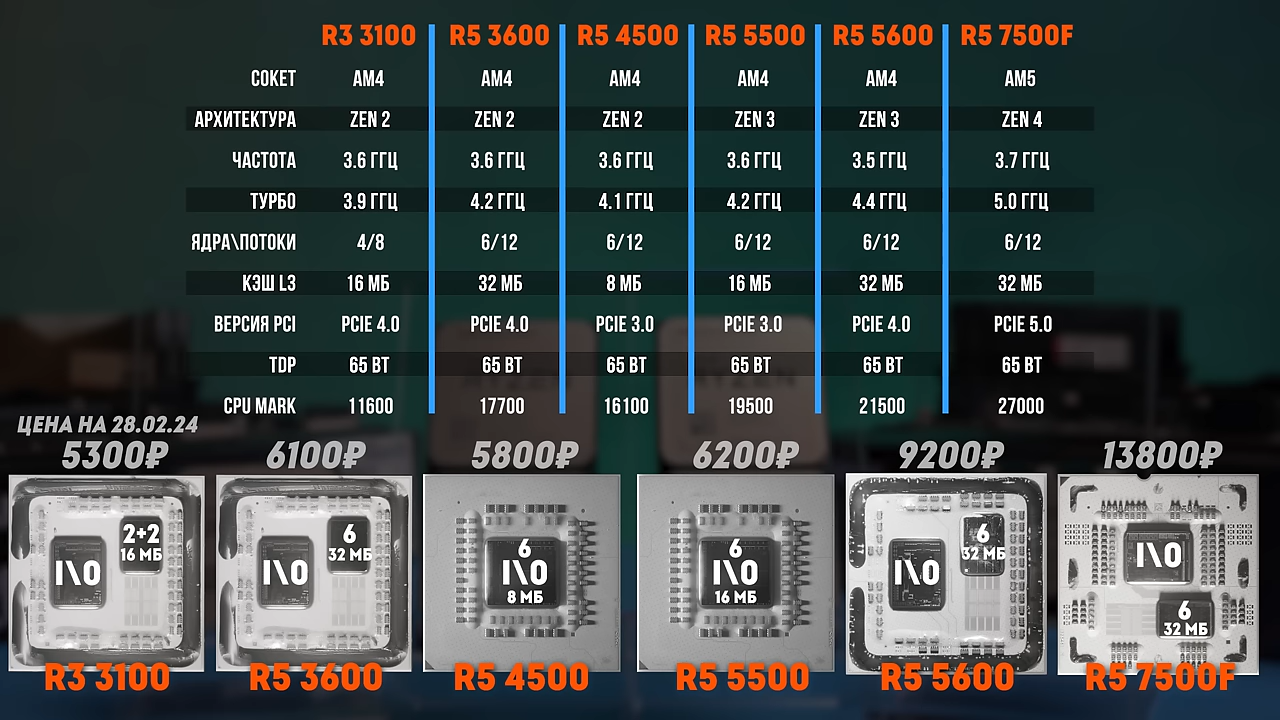 R3 3100 R5 3600 R5 4500 R5 5500 R5 5600 R5 7500F
СОКЕТ AM4 AM4 AM4 AM4 AM4 AM5
АРХИТЕКТУРА ZEN 2 ZEN 2 ZEN 2 ZEN 3 ZEN 3 ZEN 4
ЧАСТОТА 3.6 ГГЦ 3.6 ГГЦ 3.6 ГГЦ 3.6 ГГЦ 3.5 ГГЦ 3.7 ГГЦ
ТУРБО 3.9 ГГЦ 4.2 ГГЦ 4.1 ГГЦ 4.2 ГГЦ 4.4 ГГЦ 5.0 ГГЦ
ЯДРА\ПОТОКИ 4/8 6/12 6/12 6/12 6/12 6/12
КЭШ L3 16 МБ 32 МБ 8 МБ 16 МБ 32 МБ 32 МБ
ВЕРСИЯ PCI PCIE 4.0 PCIE 4.0 PCIE 3.0 PCIE 3.0 PCIE 4.0 PCIE 5.0
TDP 65 ВТ 65 ВТ 65 ВТ 65 ВТ 65 ВТ 65 ВТ
CPU MARK 11600 17700 16100 19500 21500 27000
ЦЕНА НА 28.02.24
5300₽ 6100₽ 5800₽ 6200₽ 9200₽ 13800₽
2+2
16 МБ
I\O
6
32 МБ
I\O
6
I\O
8 МБ
6
I\O
16 МБ
6
32 МБ
I\O
I\O
6
32 МБ
R3 3100 R5 3600 R5 4500 R5 5500 R5 5600 R5 7500F